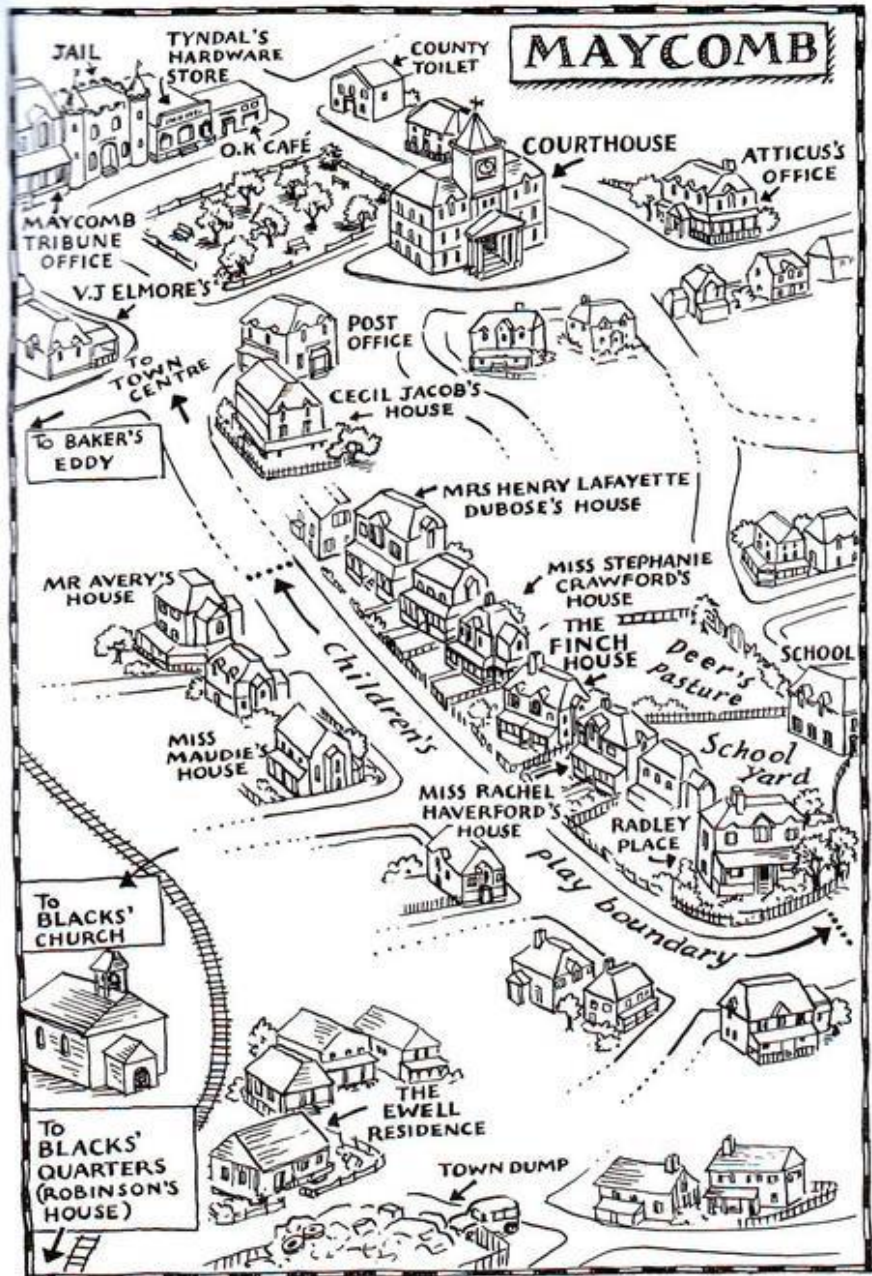 MAYCOMB
JAIL
TYNDAL'S
HARDWARE
STORE
COUNTY
TOILET
O.K CAFÉ
COURTHOUSE
ATTICUS'S
OFFICE
MAYCOMB
TRIBUNE
OFFICE
V.J ELMORE'S
POST
OFFICE
TO
TOWN
CENTRE
CECIL JACOB'S
HOUSE
TO BAKER'S
EDDY
MRS HENRY LAFAYETTE
DUBOSE'S HOUSE
MR AVERY'S
HOUSE
MISS STEPHANIE
CRAWFORD'S
HOUSE
THE
FINCH
HOUSE
Deer's
pasture
SCHOOL
children's
MISS
MAUDIE'S
HOUSE
School
Yard
MISS RACHEL
HAVERFORD'S
HOUSE
RADLEY
PLACE
play boundary
TO
BLACKS'
CHURCH
THE
EWELL
RESIDENCE
TO
BLACKS'
QUARTERS
(ROBINSON'S
HOUSE)
TOWN DUMP